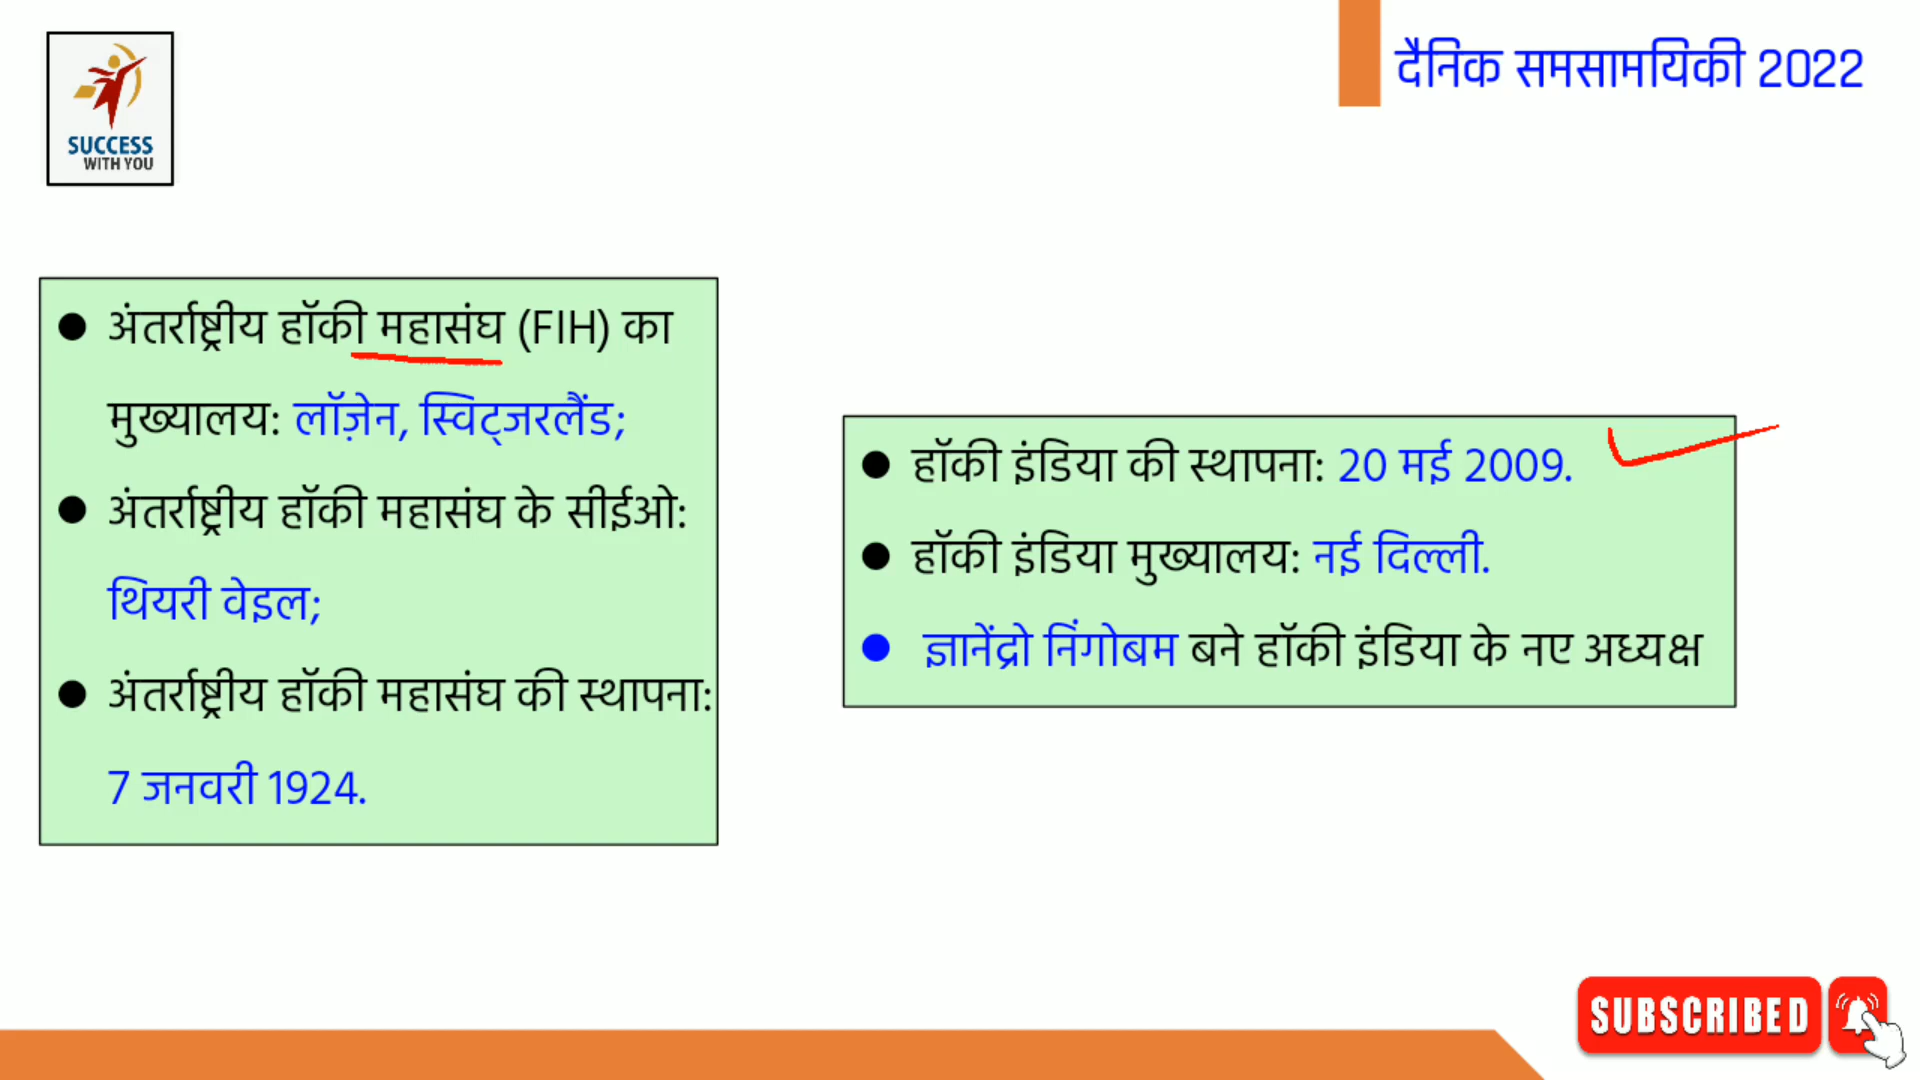 SUCCESS
WITH YOU
दैनिक समसामयिकी 2022
● अंतर्राष्ट्रीय हॉकी महासंघ (FIH) का
मुख्यालय: लॉज़ेन, स्विट्जरलैंड;
● अंतर्राष्ट्रीय हॉकी महासंघ के सीईओ:
थियरी वेइल;
● अंतर्राष्ट्रीय हॉकी महासंघ की स्थापना:
7 जनवरी 1924.
● हॉकी इंडिया की स्थापना: 20 मई 2009.
● हॉकी इंडिया मुख्यालय: नई दिल्ली.
● ज्ञानेंद्रो निंगोबम बने हॉकी इंडिया के नए अध्यक्ष
SUBSCRIBED